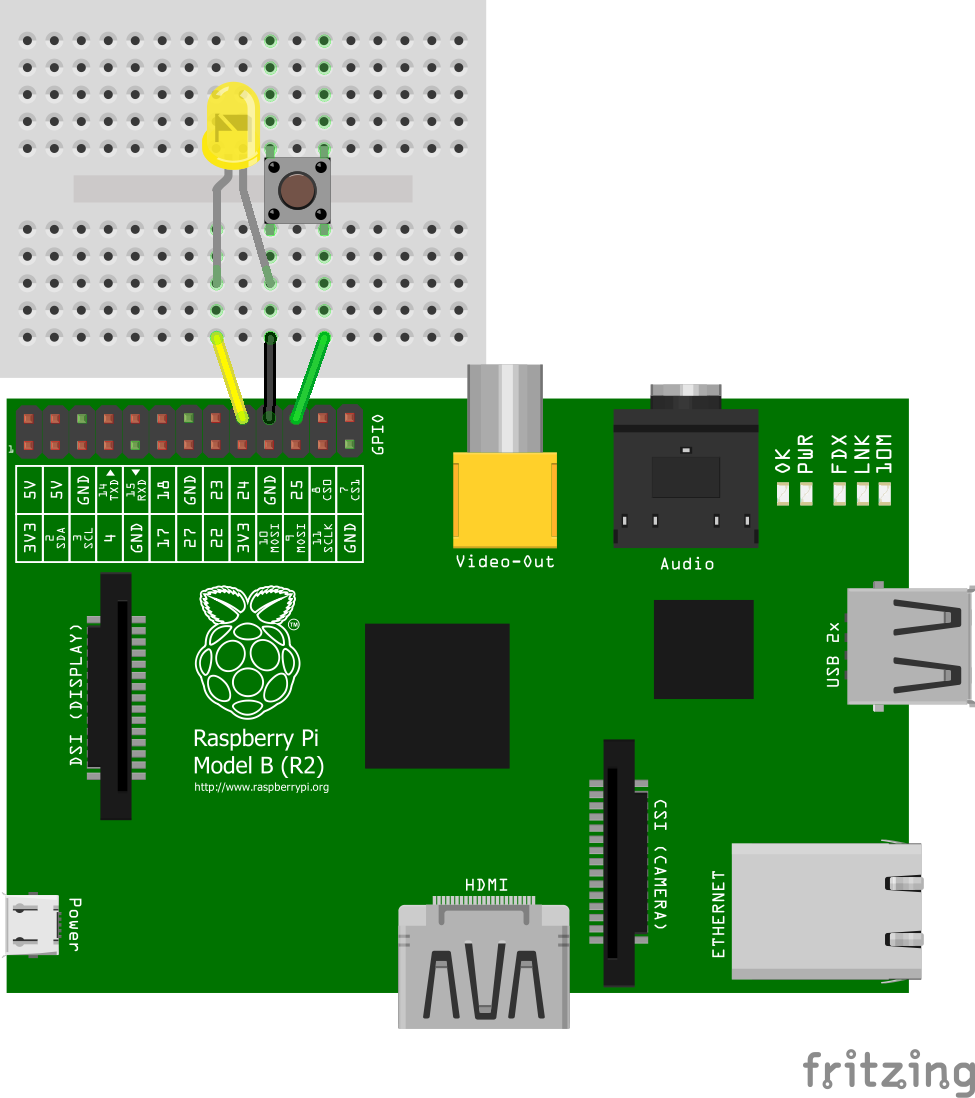 GPIO
1
5V 5V GND 14 TXD 15 RXD 18 GND 23 24 GND 25 8 CS0 7 CS1
3V3 2 SDA 3 SCL 4 GND 17 27 22 3V3 10 MOSI 9 MOSI 11 SCLK GND
OK PWR FDX LNK 10M
Video-Out
Audio
DSI (DISPLAY)
TM
Raspberry Pi
Model B (R2)
http://www.raspberrypi.org
USB 2x
CSI (CAMERA)
HDMI
ETHERNET
Power
fritzing